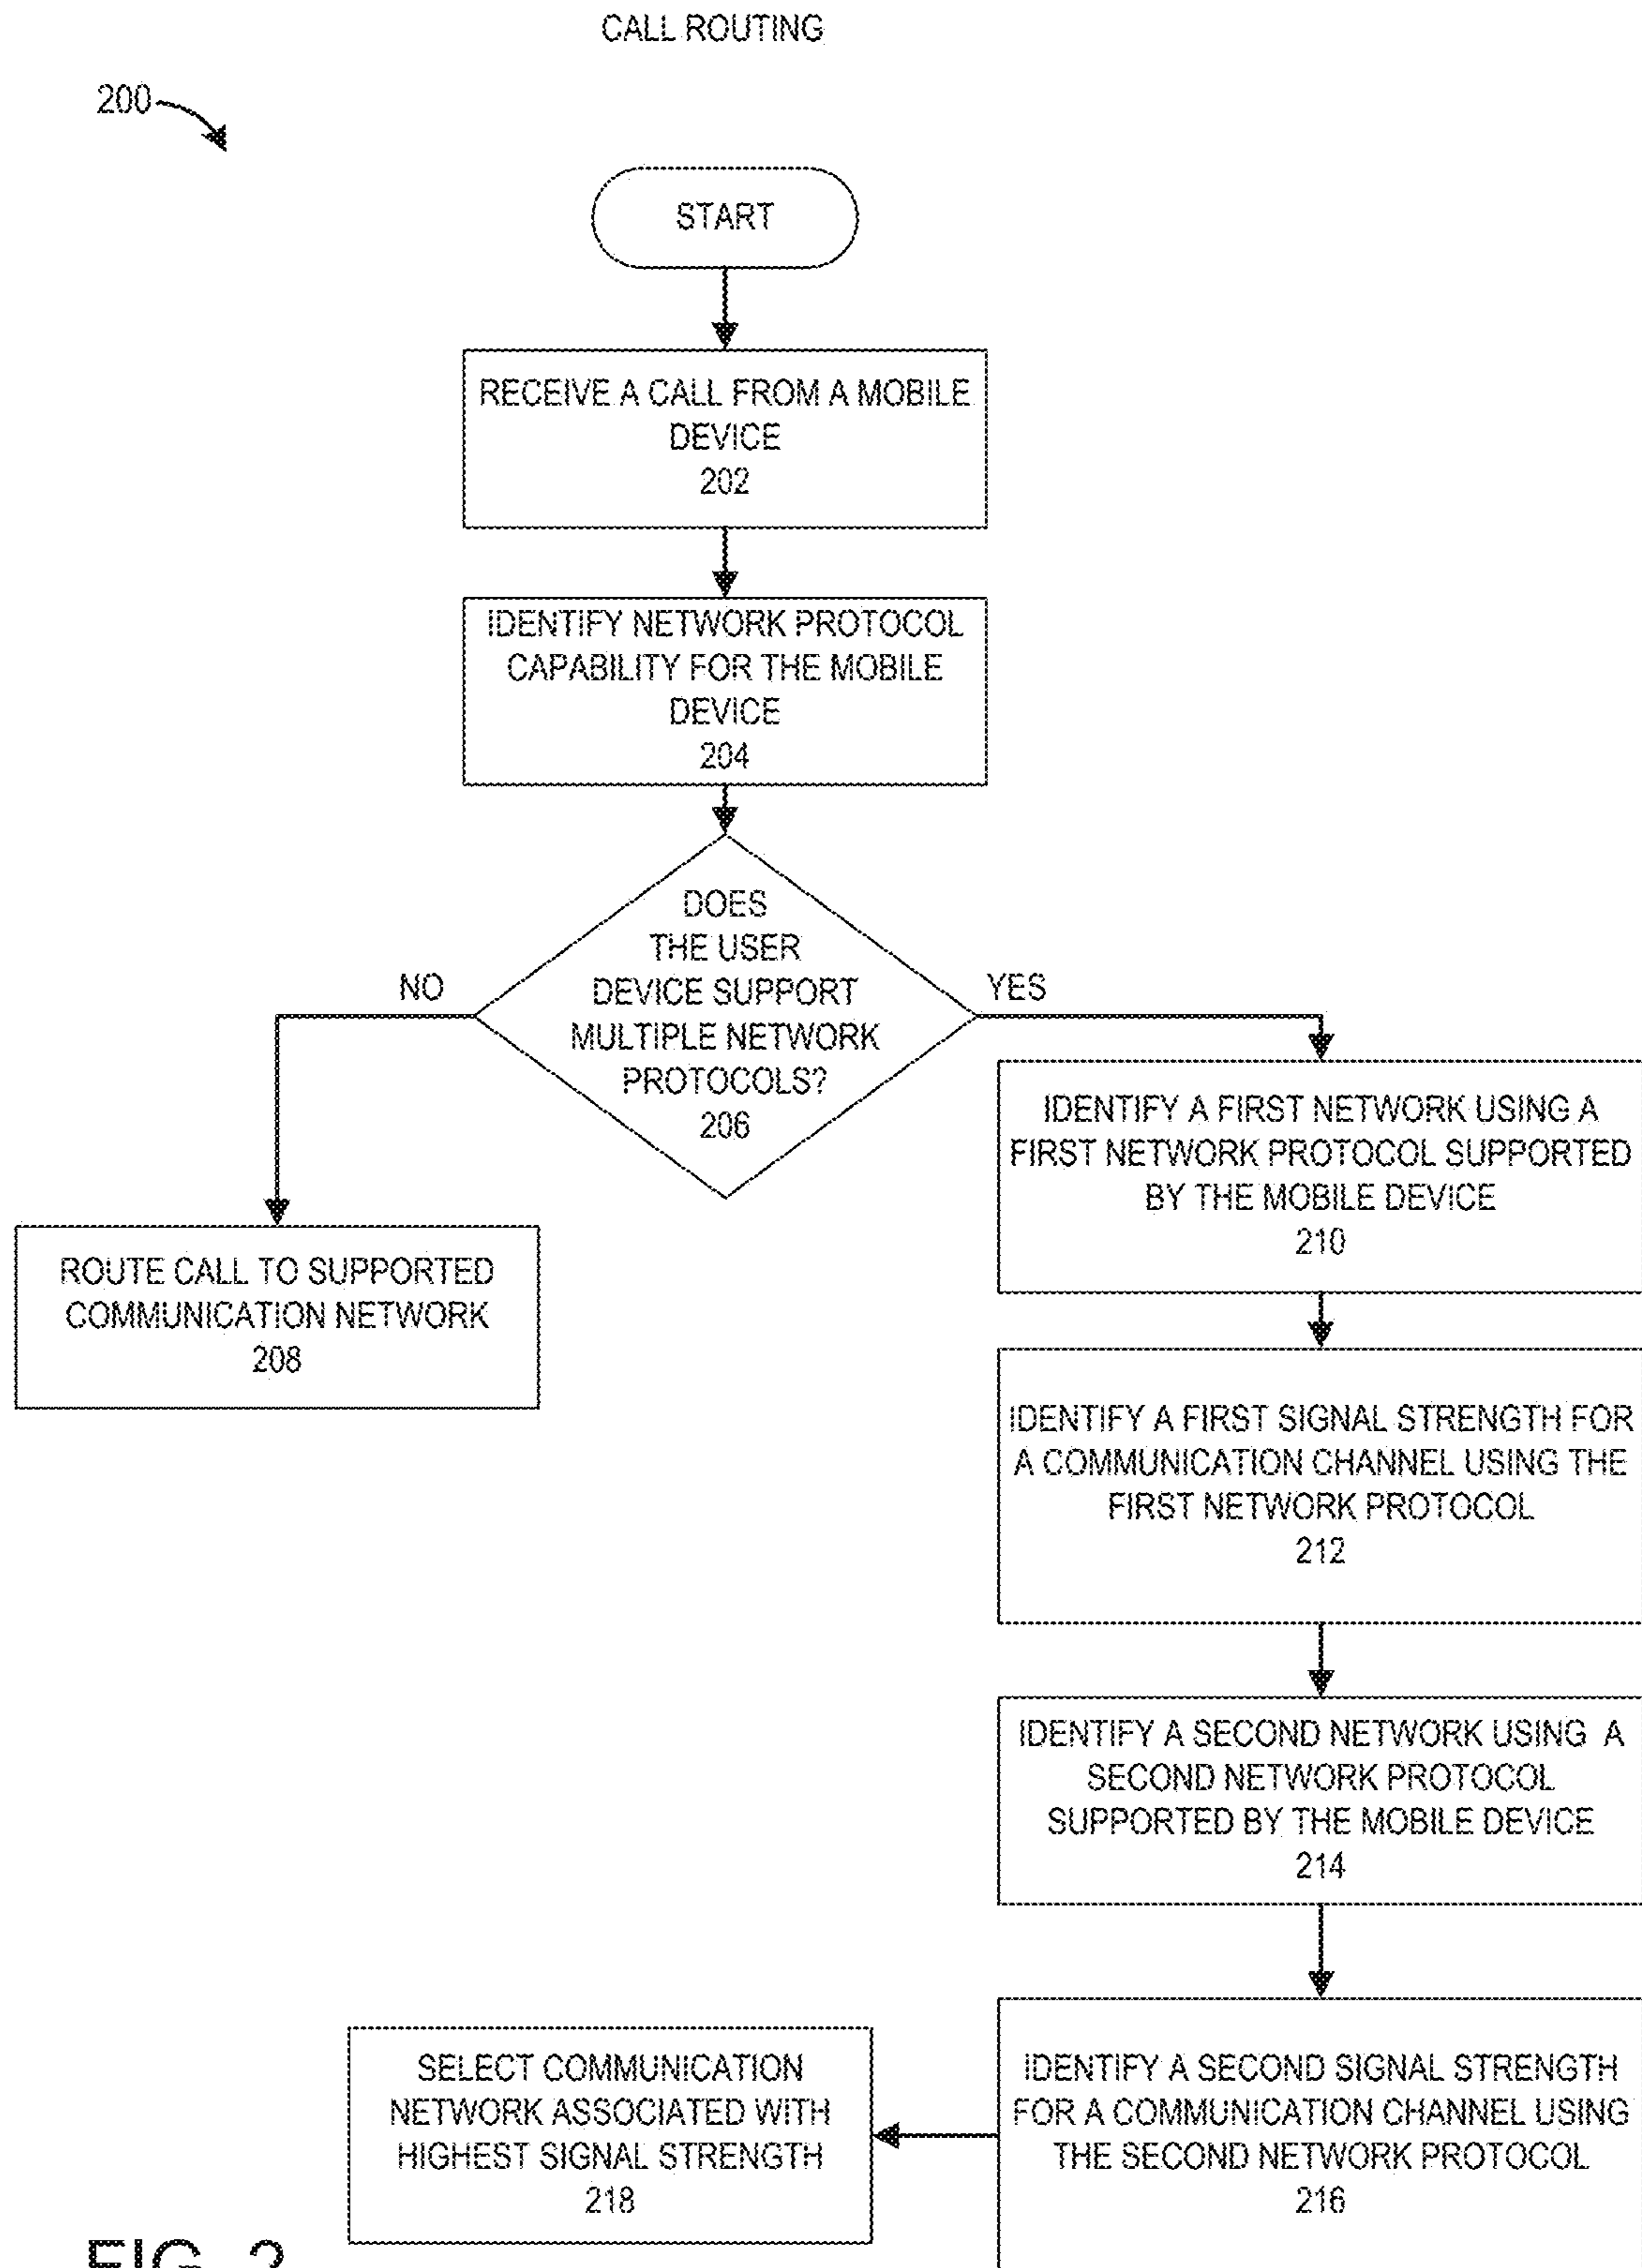 CALL ROUTING
200
START
RECEIVE A CALL FROM A MOBILE
DEVICE
202
IDENTIFY NETWORK PROTOCOL
CAPABILITY FOR THE MOBILE
DEVICE
204
DOES
THE USER
DEVICE SUPPORT
MULTIPLE NETWORK
PROTOCOLS?
206
NO
YES
ROUTE CALL TO SUPPORTED
COMMUNICATION NETWORK
208
IDENTIFY A FIRST NETWORK USING A
FIRST NETWORK PROTOCOL SUPPORTED
BY THE MOBILE DEVICE
210
IDENTIFY A FIRST SIGNAL STRENGTH FOR
A COMMUNICATION CHANNEL USING THE
FIRST NETWORK PROTOCOL
212
IDENTIFY A SECOND NETWORK USING A
SECOND NETWORK PROTOCOL
SUPPORTED BY THE MOBILE DEVICE
214
IDENTIFY A SECOND SIGNAL STRENGTH
FOR A COMMUNICATION CHANNEL USING
THE SECOND NETWORK PROTOCOL
216
SELECT COMMUNICATION
NETWORK ASSOCIATED WITH
HIGHEST SIGNAL STRENGTH
218
FIG. 2